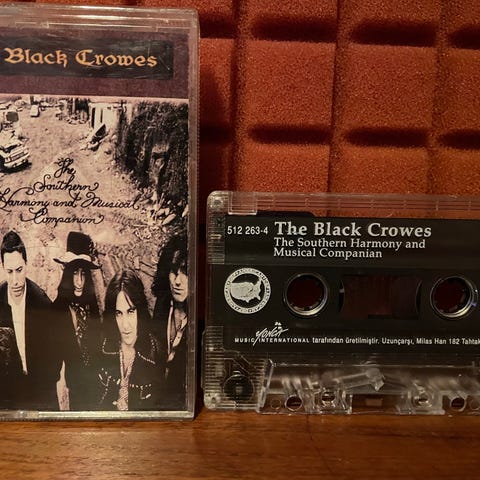 Black Crowes
The
Southern
Harmony and Musical
Companion
512 263-4
The Black Crowes
The Southern Harmony and
Musical Companian
MUSIC INTERNATIONAL tarafından üretilmiştir. Uzunçarşı, Milas Han 182 Tahtak